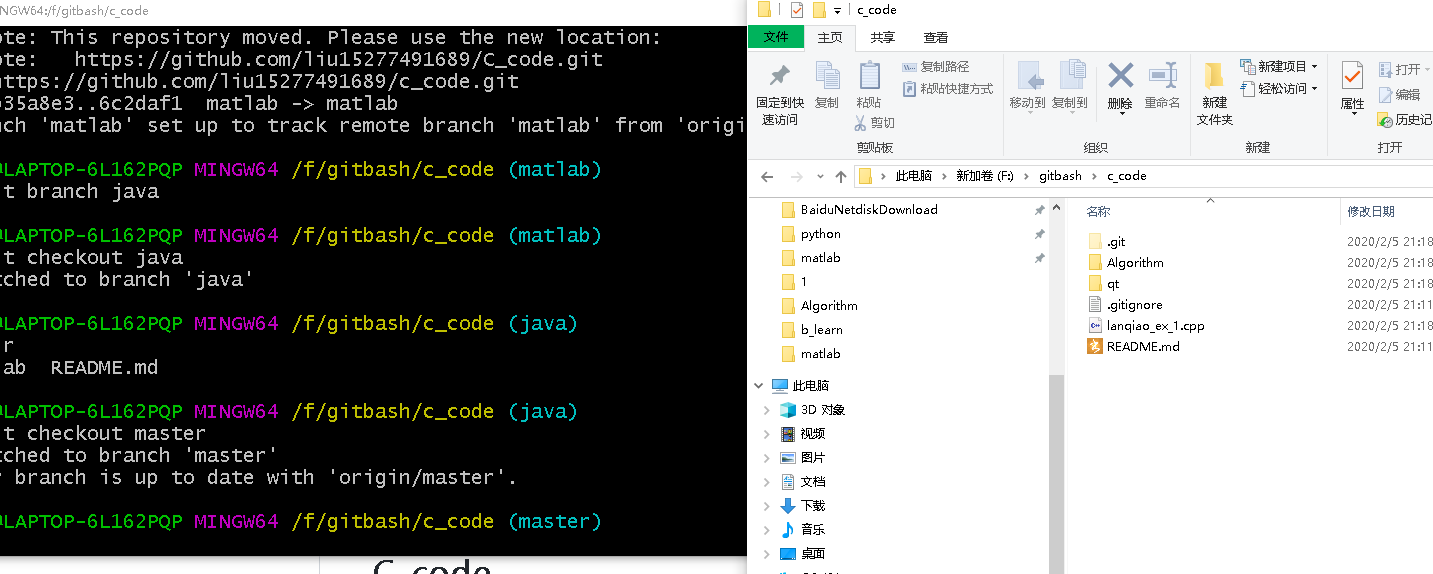 NGW64:/f/gitbash/c_code
ote: This repository moved. Please use the new location:
ote:   https://github.com/liu15277491689/C_code.git
https://github.com/liu15277491689/c_code.git
b35a8e3..6c2daf1  matlab -> matlab
nch 'matlab' set up to track remote branch 'matlab' from 'origi
@LAPTOP-6L162PQP MINGW64 /f/gitbash/c_code (matlab)
it branch java
@LAPTOP-6L162PQP MINGW64 /f/gitbash/c_code (matlab)
it checkout java
tched to branch 'java'
@LAPTOP-6L162PQP MINGW64 /f/gitbash/c_code (java)
r
ab  README.md
@LAPTOP-6L162PQP MINGW64 /f/gitbash/c_code (java)
it checkout master
tched to branch 'master'
r branch is up to date with 'origin/master'.
@LAPTOP-6L162PQP MINGW64 /f/gitbash/c_code (master)
C_code
c_code
文件 主页 共享 查看
固定到快速访问
复制
粘贴
复制路径
粘贴快捷方式
剪切
剪贴板
移动到 复制到 删除 重命名
组织
新建文件夹
新建项目
轻松访问
新建
属性
打开
编辑
历史记
打开
此电脑 > 新加卷 (F:) > gitbash > c_code
BaiduNetdiskDownload
python
matlab
1
Algorithm
b_learn
matlab
此电脑
3D 对象
视频
图片
文档
下载
音乐
桌面
名称 修改日期
.git 2020/2/5 21:18
Algorithm 2020/2/5 21:18
qt 2020/2/5 21:18
.gitignore 2020/2/5 21:11
lanqiao_ex_1.cpp 2020/2/5 21:18
README.md 2020/2/5 21:11